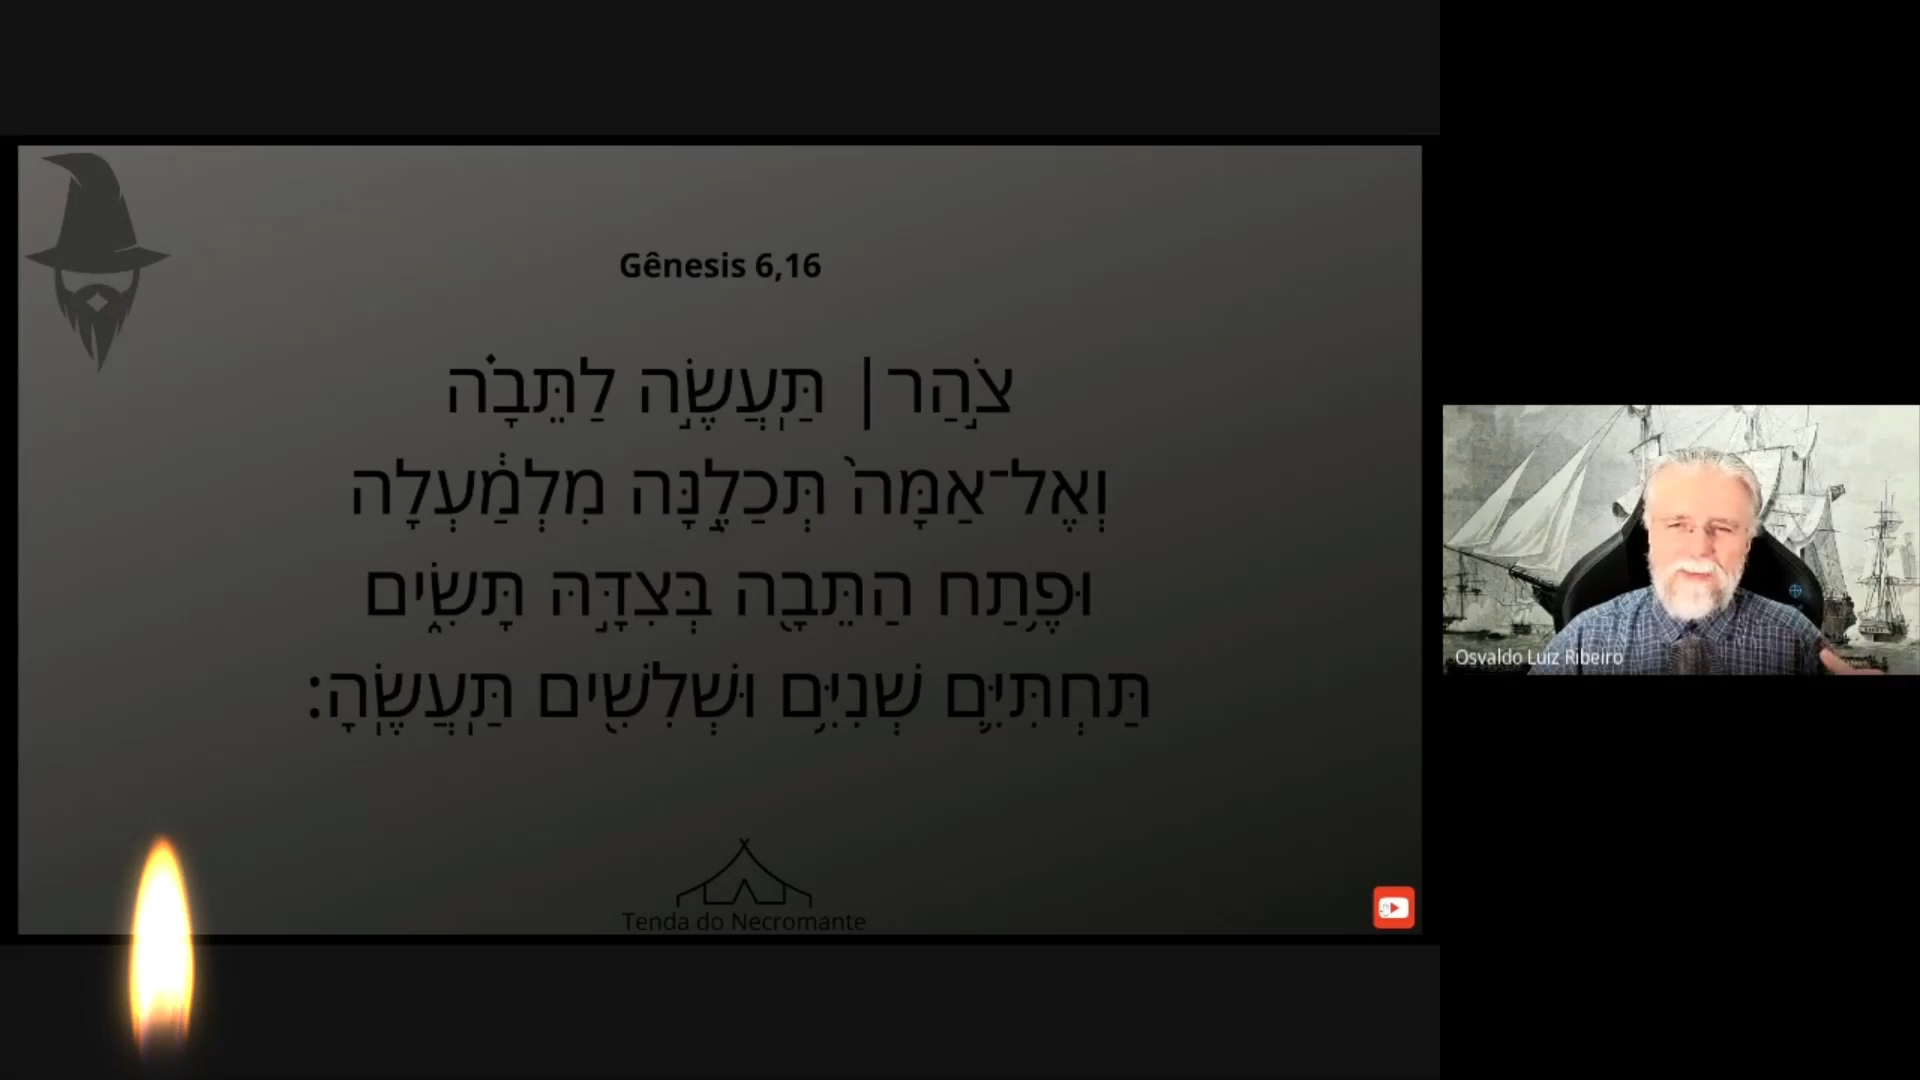 Gênesis 6,16
צֹ֣הַר׀ תַּֽעֲשֶׂ֣ה לַתֵּבָ֗ה
וְאֶל־אַמָּה֙ תְּכַלֶ֣נָּה מִלְמַ֔עְלָה
וּפֶ֥תַח הַתֵּבָ֖ה בְּצִדָּ֣הּ תָּשִׂ֑ים
תַּחְתִּיִּ֛ם שְׁנִיִּ֥ם וּשְׁלִשִׁ֖ים תַּֽעֲשֶֽׂהָ׃
Tenda do Necromante
Osvaldo Luiz Ribeiro